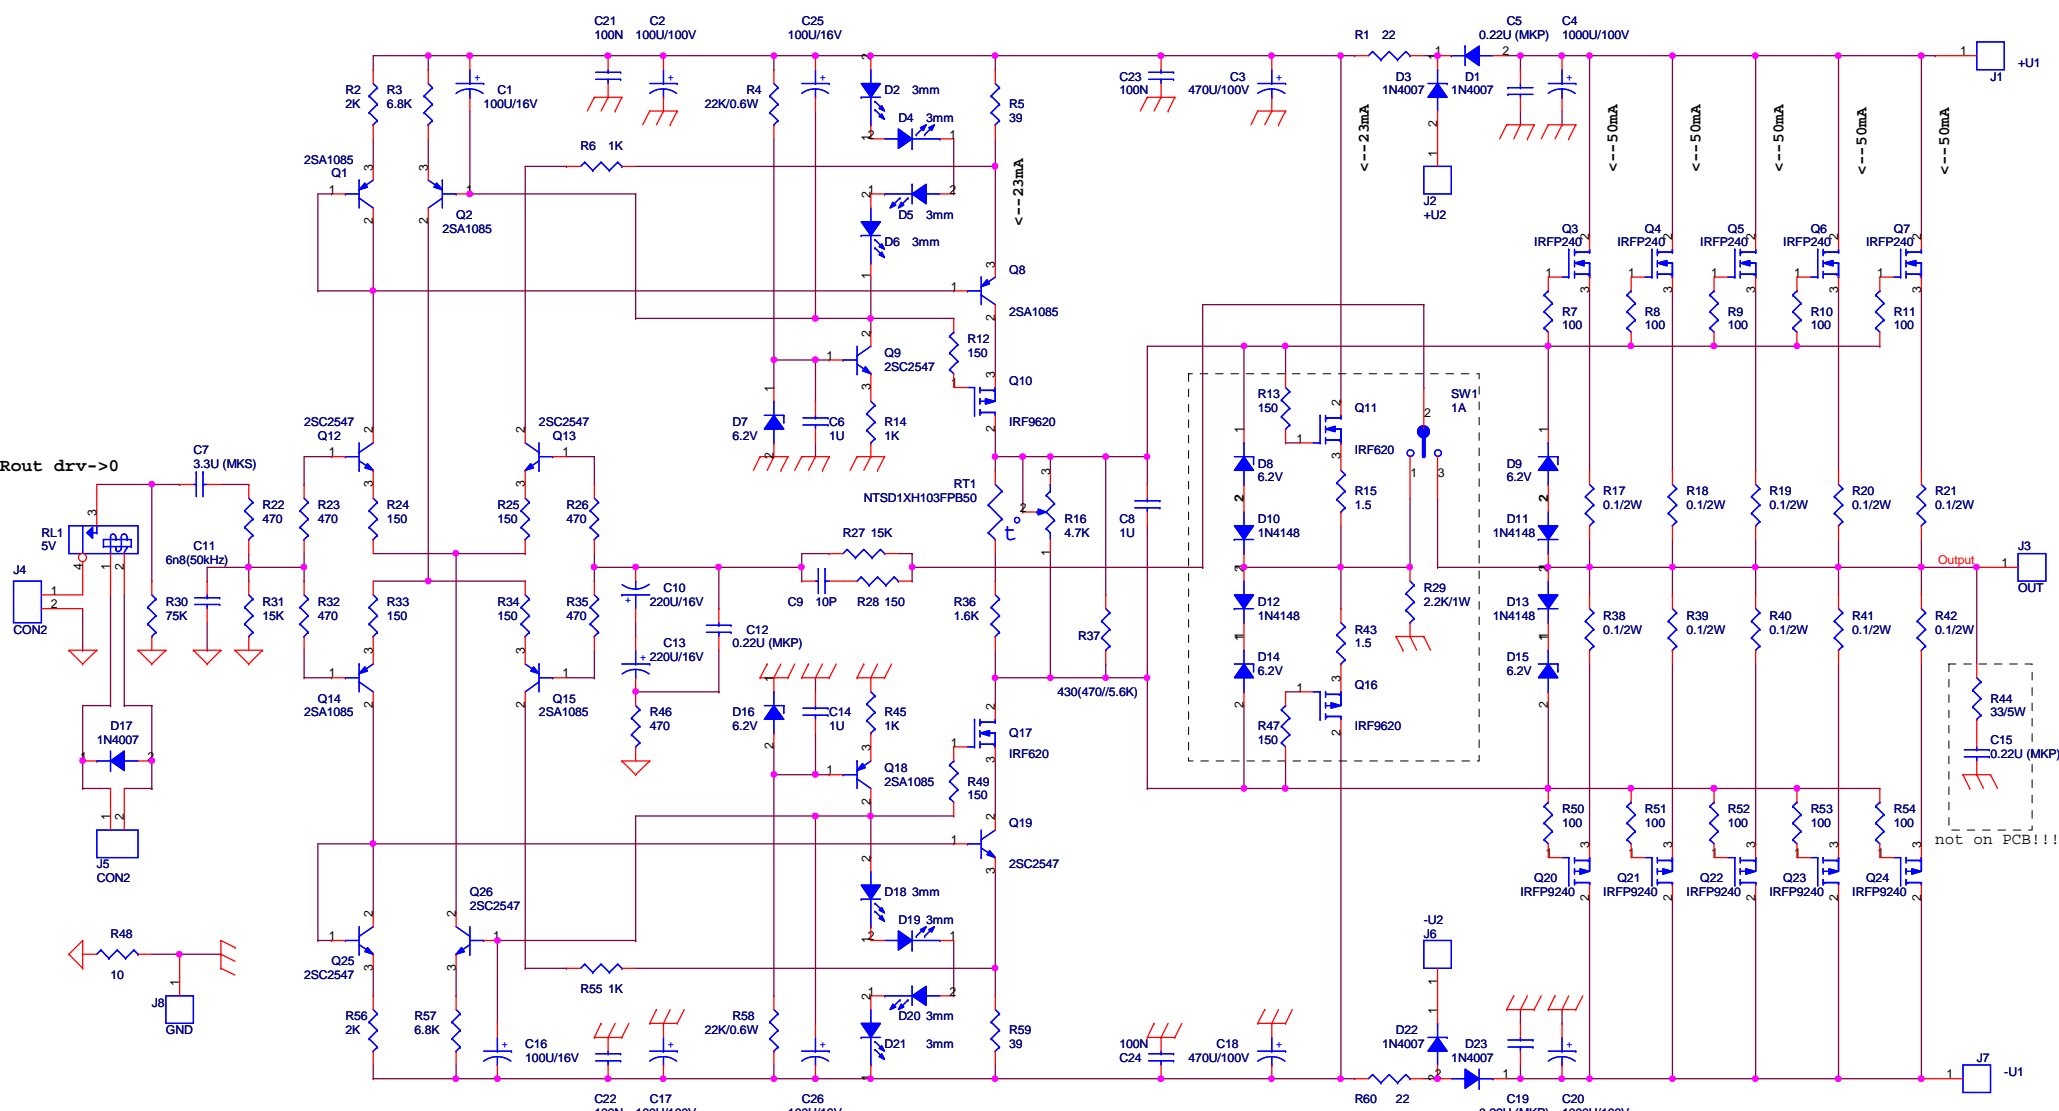 C21
100N
C2
100U/100V
C25
100U/16V
R1 22
C5
0.22U (MKP)
C4
1000U/100V
J1
+U1
R2
2K
R3
6.8K
C1
100U/16V
R4
22K/0.6W
D2 3mm
D4 3mm
R5
39
C23
100N
C3
470U/100V
D3
1N4007
D1
1N4007
<--23mA
<--50mA
<--50mA
<--50mA
<--50mA
<--50mA
2SA1085
Q1
R6 1K
Q2
2SA1085
D5 3mm
D6 3mm
<--23mA
J2
+U2
Q3
IRFP240
Q4
IRFP240
Q5
IRFP240
Q6
IRFP240
Q7
IRFP240
Q8
2SA1085
R7
100
R8
100
R9
100
R10
100
R11
100
R12
150
Q9
2SC2547
Q10
IRF9620
D7
6.2V
C6
1U
R14
1K
R13
150
Q11
IRF620
SW1
1A
2SC2547
Q12
2SC2547
Q13
Rout drv->0
C7
3.3U (MKS)
RT1
NTSD1XH103FPB50
t°
D8
6.2V
R15
1.5
D9
6.2V
R22
470
R23
470
R24
150
R25
150
R26
470
R16
4.7K
C8
1U
D10
1N4148
D11
1N4148
R17
0.1/2W
R18
0.1/2W
R19
0.1/2W
R20
0.1/2W
R21
0.1/2W
RL1
5V
C11
6n8(50kHz)
R27 15K
J4
CON2
Output
J3
OUT
C9 10P
R28 150
C10
220U/16V
R30
75K
R31
15K
R32
470
R33
150
R34
150
R35
470
C12
0.22U (MKP)
C13
220U/16V
R36
1.6K
R37
430(470//5.6K)
D12
1N4148
R29
2.2K/1W
R43
1.5
D13
1N4148
R38
0.1/2W
R39
0.1/2W
R40
0.1/2W
R41
0.1/2W
R42
0.1/2W
D14
6.2V
Q16
IRF9620
D15
6.2V
Q14
2SA1085
Q15
2SA1085
R46
470
D16
6.2V
C14
1U
R45
1K
R47
150
R44
33/5W
C15
0.22U (MKP)
D17
1N4007
Q17
IRF620
Q18
2SA1085
R49
150
R50
100
R51
100
R52
100
R53
100
R54
100
not on PCB!!!
J5
CON2
Q19
2SC2547
Q20
IRFP9240
Q21
IRFP9240
Q22
IRFP9240
Q23
IRFP9240
Q24
IRFP9240
Q26
2SC2547
D18 3mm
D19 3mm
-U2
J6
R48
10
Q25
2SC2547
R55 1K
J8
GND
D20 3mm
D21 3mm
R56
2K
R57
6.8K
C16
100U/16V
R58
22K/0.6W
R59
39
100N
C24
C18
470U/100V
D22
1N4007
D23
1N4007
J7
-U1
C22
100N
C17
100U/100V
C26
100U/16V
R60 22
C19
0.22U (MKP)
C20
1000U/100V